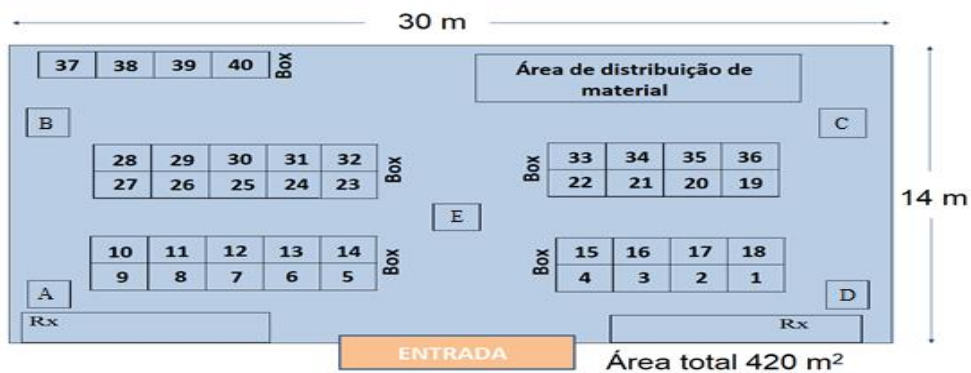 30 m
37 38 39 40 Box
Área de distribuição de
material
B
C
28 29 30 31 32
27 26 25 24 23
Box
Box
33 34 35 36
22 21 20 19
14 m
E
10 11 12 13 14
9 8 7 6 5
Box
Box
15 16 17 18
4 3 2 1
A
D
Rx
Rx
ENTRADA
Área total 420 m²